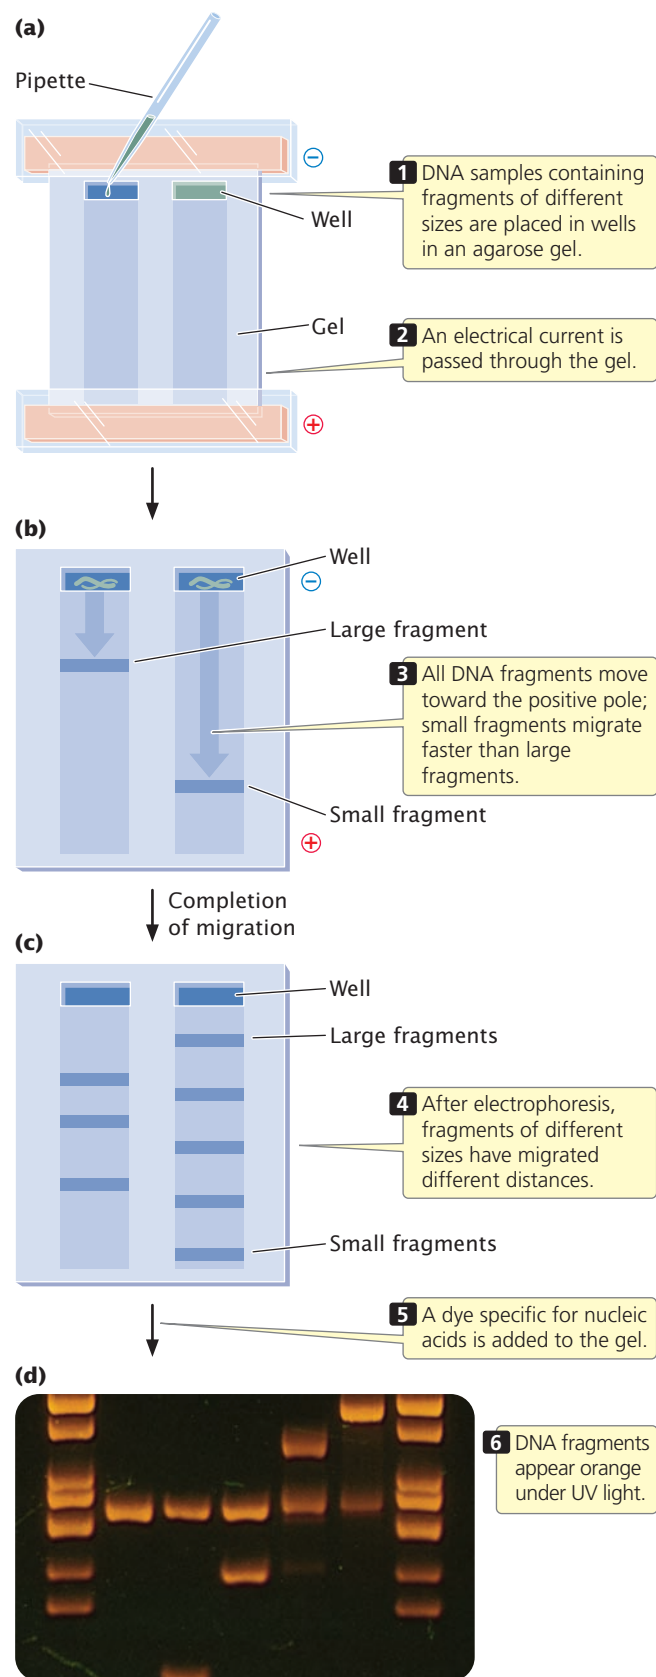 (a)
Pipette
−
1 DNA samples containing
fragments of different
sizes are placed in wells
in an agarose gel.
Well
Gel
2 An electrical current is
passed through the gel.
+
(b)
Well
−
Large fragment
3 All DNA fragments move
toward the positive pole;
small fragments migrate
faster than large
fragments.
Small fragment
+
Completion
of migration
(c)
Well
Large fragments
4 After electrophoresis,
fragments of different
sizes have migrated
different distances.
Small fragments
5 A dye specific for nucleic
acids is added to the gel.
(d)
6 DNA fragments
appear orange
under UV light.